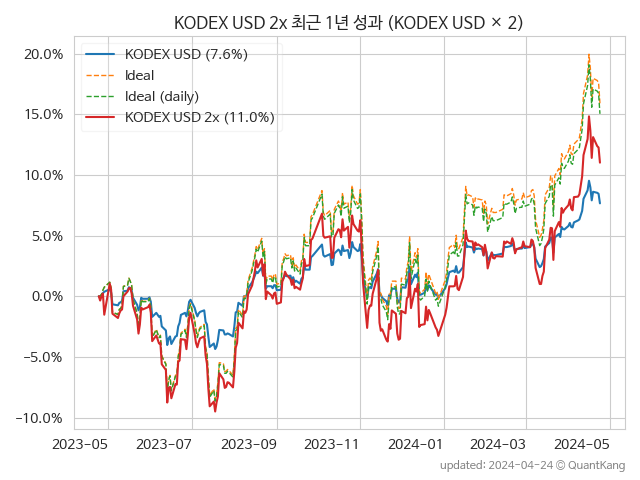 KODEX USD 2x 최근 1년 성과 (KODEX USD × 2)
20.0%
15.0%
10.0%
5.0%
0.0%
−5.0%
−10.0%
KODEX USD (7.6%)
Ideal
Ideal (daily)
KODEX USD 2x (11.0%)
2023-05
2023-07
2023-09
2023-11
2024-01
2024-03
2024-05
updated: 2024-04-24 © QuantKang